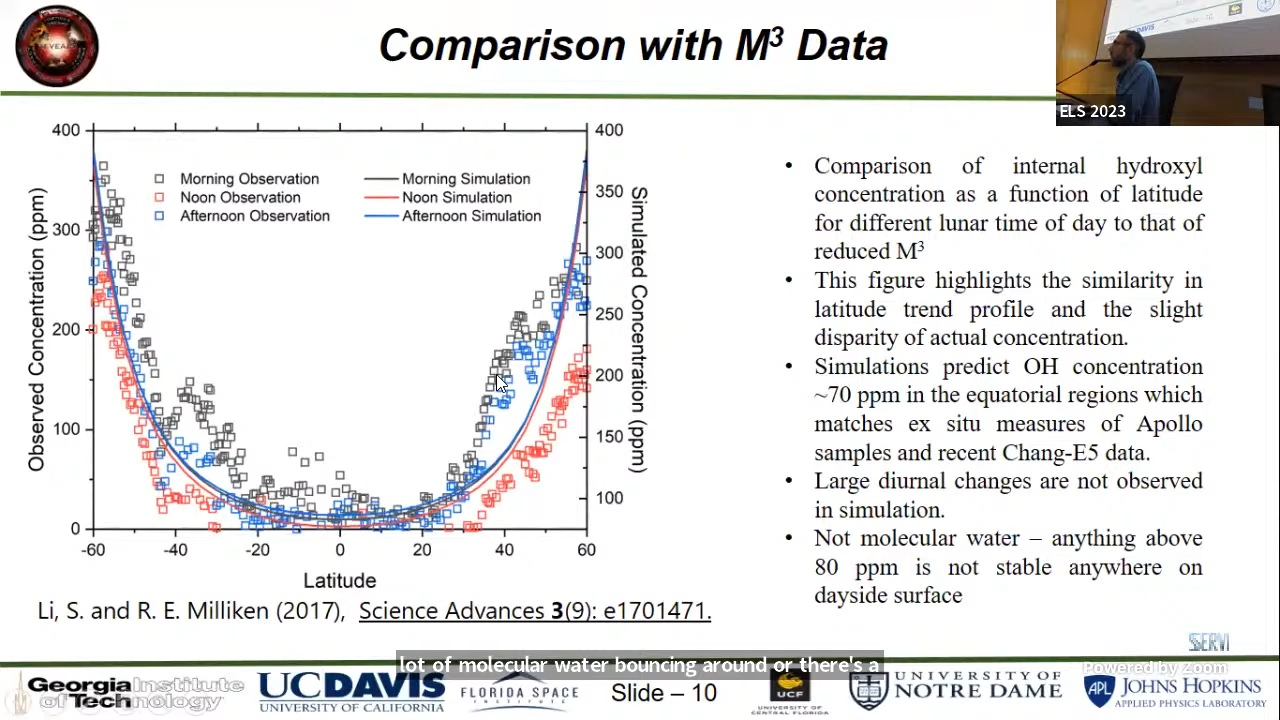 Comparison with M³ Data
ELS 2023
400
300
200
100
0
Observed Concentration (ppm)
Morning Observation
Noon Observation
Afternoon Observation
Morning Simulation
Noon Simulation
Afternoon Simulation
400
350
300
250
200
150
100
Simulated Concentration (ppm)
-60
-40
-20
0
20
40
60
Latitude
Li, S. and R. E. Milliken (2017), Science Advances 3(9): e1701471.
• Comparison of internal hydroxyl
concentration as a function of latitude
for different lunar time of day to that of
reduced M³
• This figure highlights the similarity in
latitude trend profile and the slight
disparity of actual concentration.
• Simulations predict OH concentration
~70 ppm in the equatorial regions which
matches ex situ measures of Apollo
samples and recent Chang-E5 data.
• Large diurnal changes are not observed
in simulation.
• Not molecular water – anything above
80 ppm is not stable anywhere on
dayside surface
SSERVI
lot of molecular water bouncing around or there's a
Powered by Zoom
Georgia Institute
of Technology
UC DAVIS
UNIVERSITY OF CALIFORNIA
FLORIDA SPACE
INSTITUTE
Slide – 10
UCF
UNIVERSITY OF
CENTRAL FLORIDA
UNIVERSITY OF
NOTRE DAME
APL
JOHNS HOPKINS
APPLIED PHYSICS LABORATORY